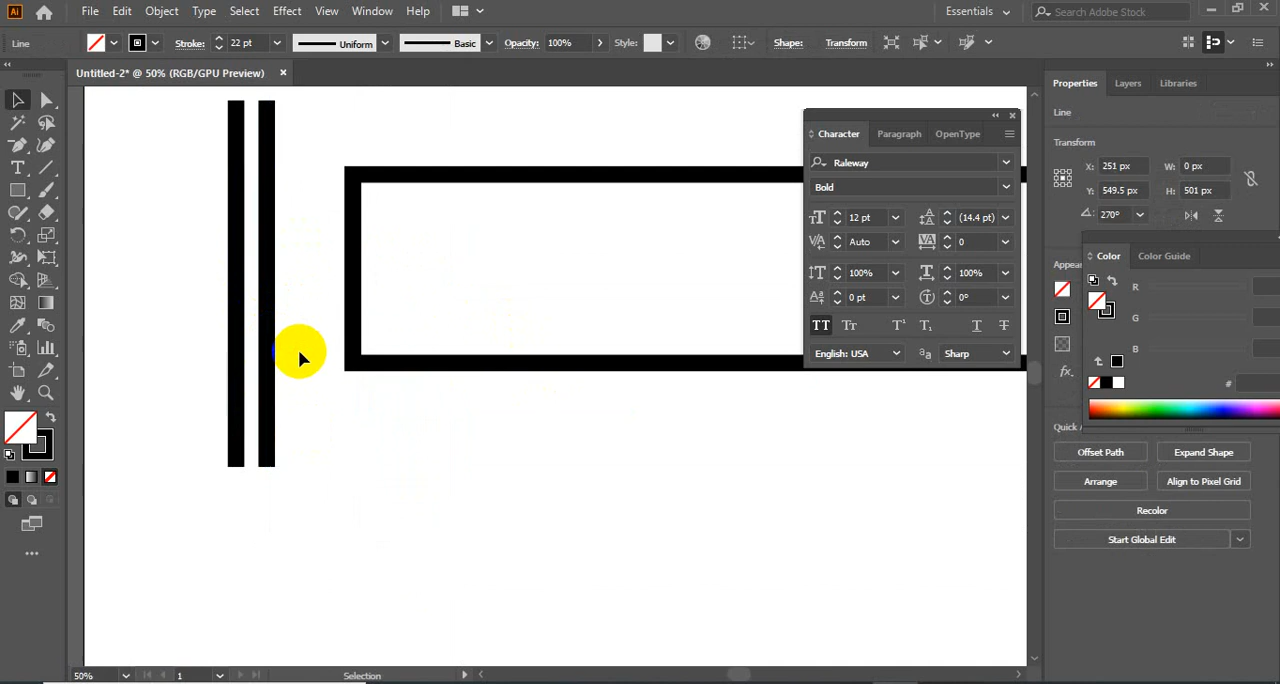 Ai File Edit Object Type Select Effect View Window Help Essentials Search Adobe Stock
Line Stroke: 22 pt Uniform Basic Opacity: 100% Style: Shape: Transform
Untitled-2* @ 50% (RGB/GPU Preview)
Properties Layers Libraries
Line
Transform
X: 251 px W: 0 px
Y: 549.5 px H: 501 px
270°
Character Paragraph OpenType
Raleway
Bold
12 pt (14.4 pt)
Auto 0
100% 100%
0 pt 0°
TT Tt T¹ T₁ T T
English: USA aa Sharp
Color Color Guide
R
G
B
#
Appear
fx.
Quick A
Offset Path Expand Shape
Arrange Align to Pixel Grid
Recolor
Start Global Edit
50% 1 Selection